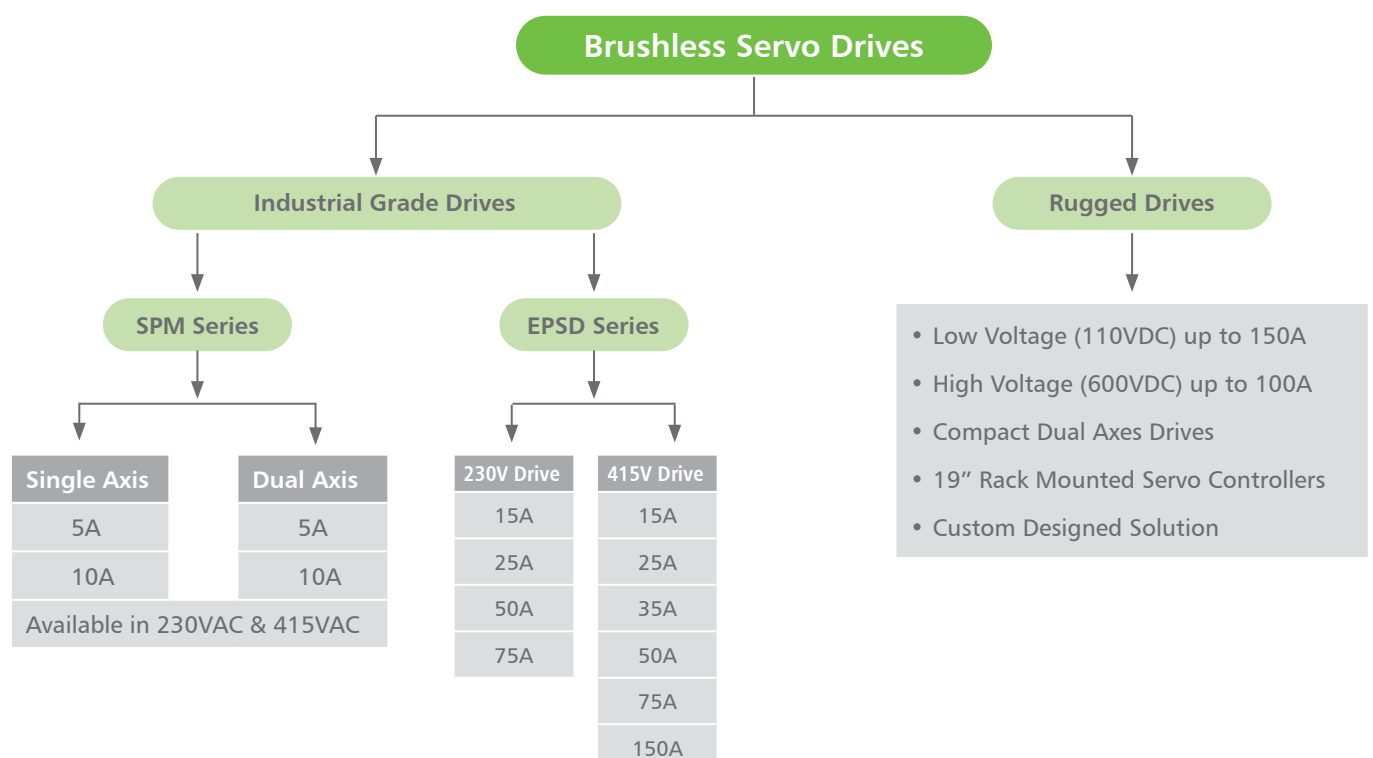 Brushless Servo Drives
Industrial Grade Drives
Rugged Drives
SPM Series
EPSD Series
Single Axis
5A
10A
Dual Axis
5A
10A
Available in 230VAC & 415VAC
230V Drive
15A
25A
50A
75A
415V Drive
15A
25A
35A
50A
75A
150A
• Low Voltage (110VDC) up to 150A
• High Voltage (600VDC) up to 100A
• Compact Dual Axes Drives
• 19” Rack Mounted Servo Controllers
• Custom Designed Solution